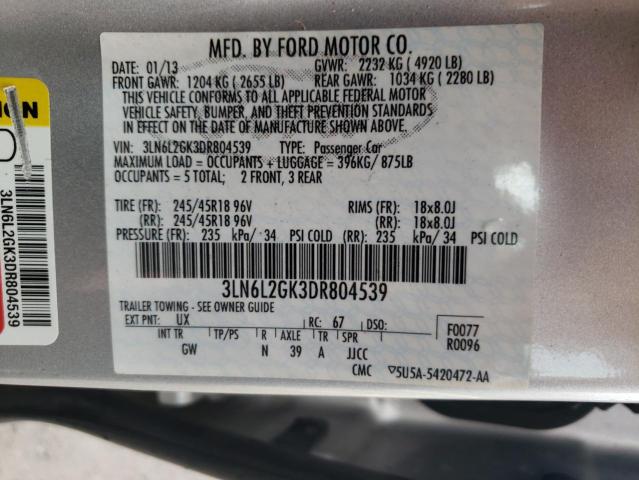 MFD. BY FORD MOTOR CO.
DATE: 01/13 GVWR: 2232 KG ( 4920 LB)
FRONT GAWR: 1204 KG ( 2655 LB) REAR GAWR: 1034 KG ( 2280 LB)
THIS VEHICLE CONFORMS TO ALL APPLICABLE FEDERAL MOTOR
VEHICLE SAFETY, BUMPER, AND THEFT PREVENTION STANDARDS
IN EFFECT ON THE DATE OF MANUFACTURE SHOWN ABOVE.
VIN: 3LN6L2GK3DR804539 TYPE: Passenger Car
MAXIMUM LOAD = OCCUPANTS + LUGGAGE = 396KG/ 875LB
OCCUPANTS = 5 TOTAL; 2 FRONT, 3 REAR
TIRE (FR): 245/45R18 96V RIMS (FR): 18x8.0J
(RR): 245/45R18 96V (RR): 18x8.0J
PRESSURE (FR): 235 kPa/ 34 PSI COLD (RR): 235 kPa/ 34 PSI COLD
3LN6L2GK3DR804539
TRAILER TOWING - SEE OWNER GUIDE
EXT PNT: UX RC: 67 DSO: F0077
INT TR TP/PS R AXLE TR SPR R0096
GW N 39 A JJCC
CMC ▽5U5A-5420472-AA
3LN6L2GK3DR804539